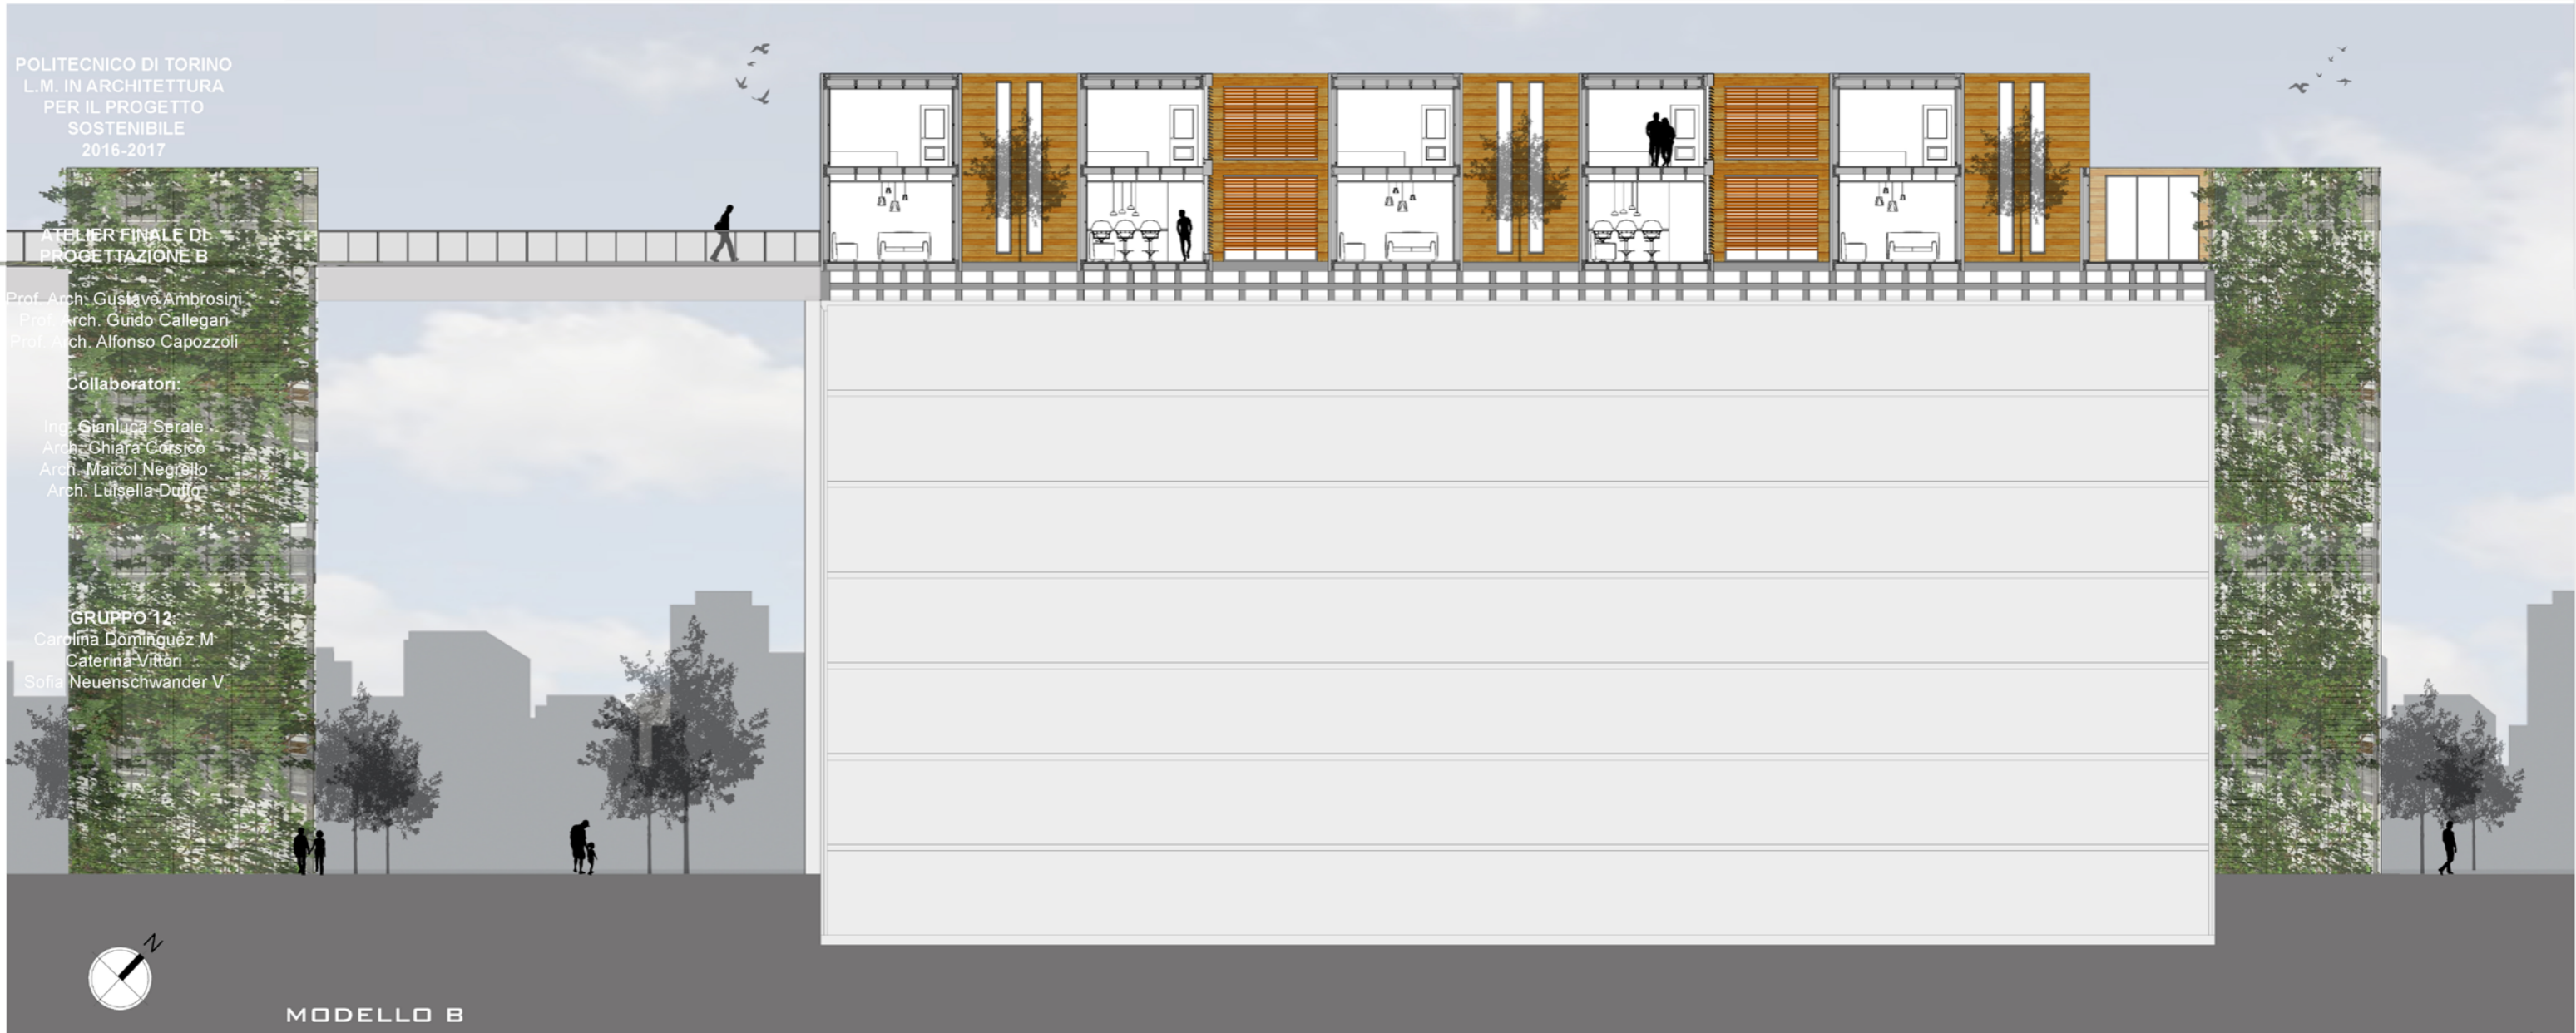 POLITECNICO DI TORINO
L.M. IN ARCHITETTURA
PER IL PROGETTO
SOSTENIBILE
2016-2017
ATELIER FINALE DI
PROGETTAZIONE B
Prof. Arch. Gustavo Ambrosini
Prof. Arch. Guido Callegari
Prof. Arch. Alfonso Capozzoli
Collaboratori:
Ing. Gianluca Serale
Arch. Chiara Corsico
Arch. Maicol Negrello
Arch. Luisella Dutto
GRUPPO 12:
Carolina Dominguez M
Caterina Vittori
Sofia Neuenschwander V
N
MODELLO B